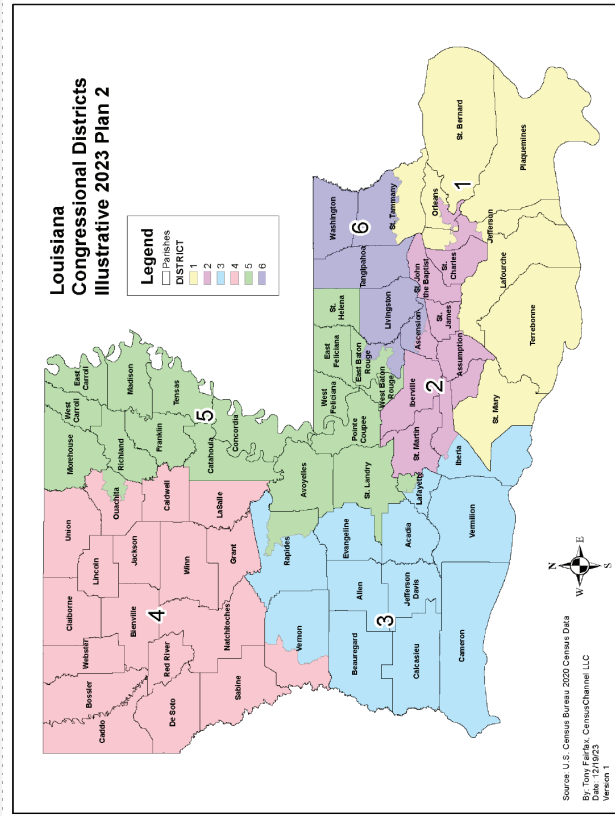 Louisiana
Congressional Districts
Illustrative 2023 Plan 2
Legend
Parishes
DISTRICT
1
2
3
4
5
6
Caddo
Bossier
Webster
Claiborne
Union
Morehouse
West
Carroll
East
Carroll
Lincoln
Ouachita
Richland
Madison
Bienville
Jackson
De Soto
Red River
Caldwell
Franklin
Tensas
4
Winn
5
Sabine
Natchitoches
Grant
LaSalle
Catahoula
Concordia
Vernon
Rapides
Avoyelles
Beauregard
Allen
Evangeline
St. Landry
Pointe
Coupee
West
Feliciana
East
Feliciana
St.
Helena
Washington
Tangipahoa
6
East Baton
Rouge
West Baton
Rouge
Livingston
St. Tammany
3
Calcasieu
Jefferson
Davis
Acadia
Lafayette
St. Martin
Iberville
Ascension
St. John
the Baptist
Orleans
St. Bernard
1
Cameron
Vermilion
Iberia
2
Assumption
St.
James
St.
Charles
Jefferson
Plaquemines
St. Mary
Lafourche
Terrebonne
N
W
E
S
Source: U.S. Census Bureau 2020 Census Data
By: Tony Fairfax, CensusChannel LLC
Date: 12/19/23
Version 1